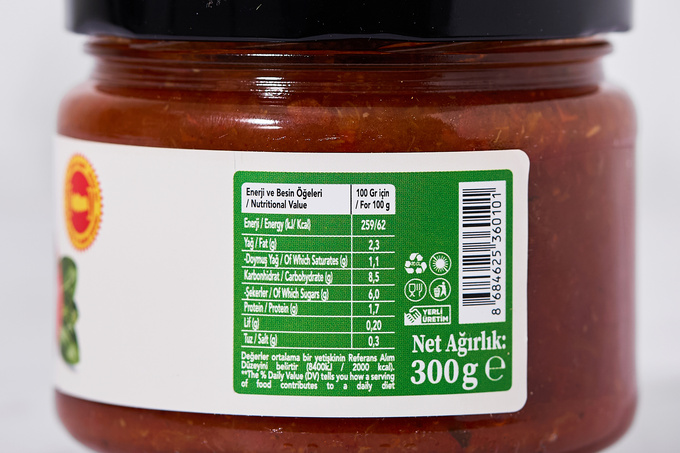 Enerji ve Besin Öğeleri
/ Nutritional Value
100 Gr için
/ For 100 g
Enerji / Energy (kJ/ Kcal) 259/62
Yağ / Fat (g) 2,3
-Doymuş Yağ / Of Which Saturates (g) 1,1
Karbonhidrat / Carbohydrate (g) 8,5
-Şekerler / Of Which Sugars (g) 6,0
Protein / Protein (g) 1,7
Lif (g) 0,20
Tuz / Salt (g) 0,3
Değerler ortalama bir yetişkinin Referans Alım
Düzeyini belirtir (8400kJ / 2000 kcal).
**The % Daily Value (DV) tells you how a serving
of food contributes to a daily diet
8 684625 360101
YERLİ
ÜRETİM
Net Ağırlık:
300 g ℮